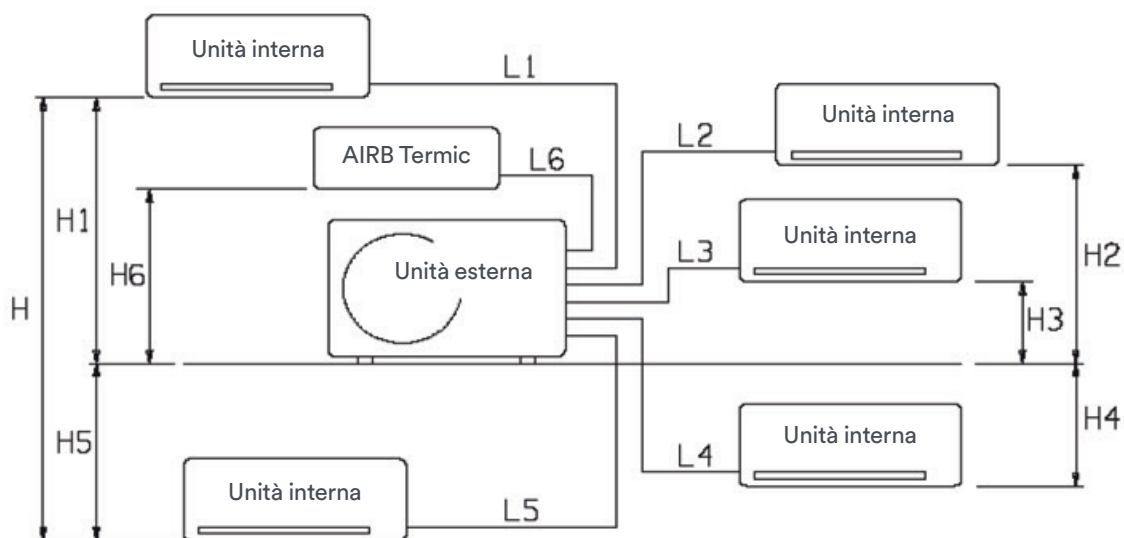 Unità interna
L1
Unità interna
L2
AIRB Termic
L6
H1
H6
Unità interna
L3
H2
Unità esterna
H
H3
H5
Unità interna
H4
L4
Unità interna
L5